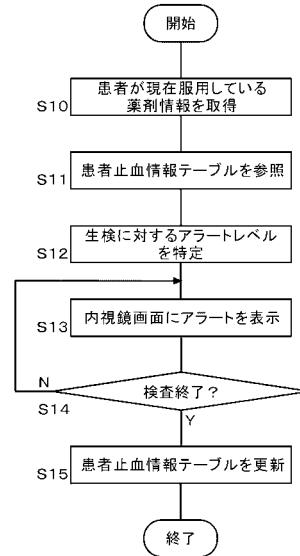 開始
S10
患者が現在服用している
薬剤情報を取得
S11
患者止血情報テーブルを参照
S12
生検に対するアラートレベル
を特定
S13
内視鏡画面にアラートを表示
N
検査終了？
S14
Y
S15
患者止血情報テーブルを更新
終了